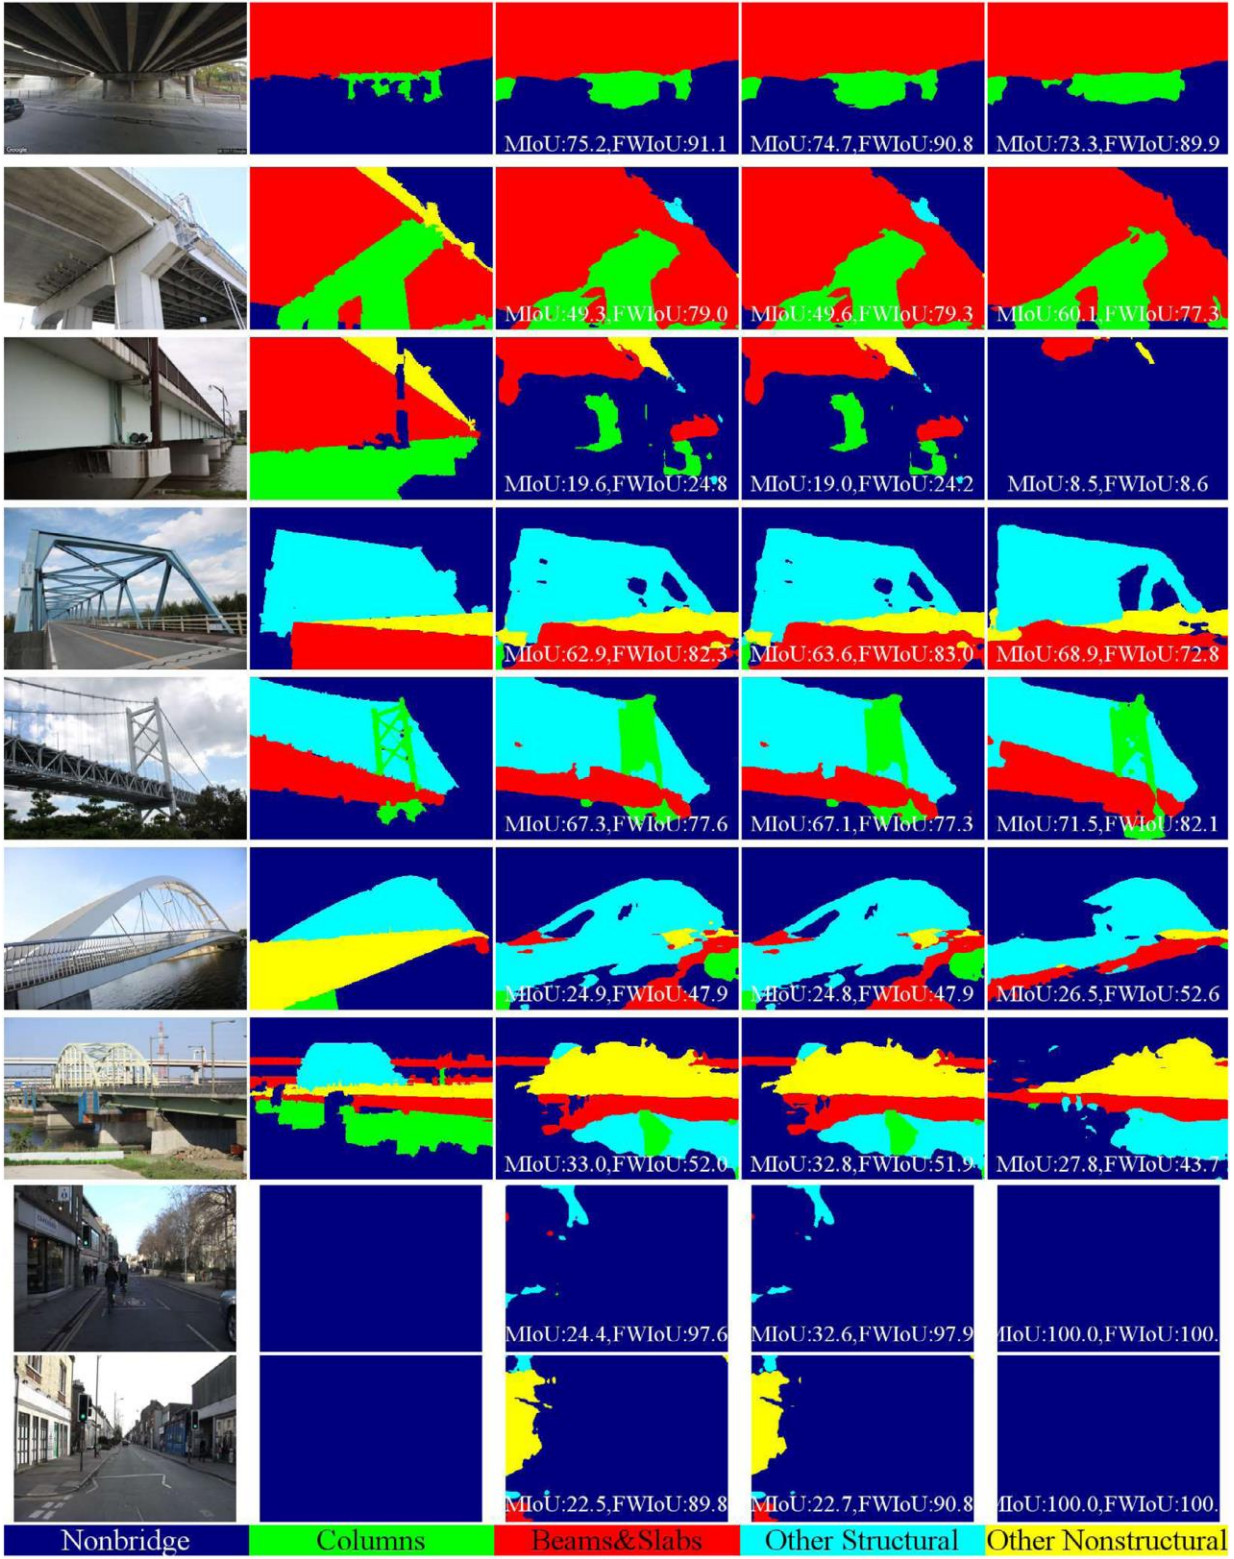 Google
MIoU:75.2,FWIoU:91.1
MIoU:74.7,FWIoU:90.8
MIoU:73.3,FWIoU:89.9
MIoU:49.3,FWIoU:79.0
MIoU:49.6,FWIoU:79.3
MIoU:60.1,FWIoU:77.3
MIoU:19.6,FWIoU:24.8
MIoU:19.0,FWIoU:24.2
MIoU:8.5,FWIoU:8.6
MIoU:62.9,FWIoU:82.3
MIoU:63.6,FWIoU:83.0
MIoU:68.9,FWIoU:72.8
MIoU:67.3,FWIoU:77.6
MIoU:67.1,FWIoU:77.3
MIoU:71.5,FWIoU:82.1
MIoU:24.9,FWIoU:47.9
MIoU:24.8,FWIoU:47.9
MIoU:26.5,FWIoU:52.6
MIoU:33.0,FWIoU:52.0
MIoU:32.8,FWIoU:51.9
MIoU:27.8,FWIoU:43.7
MIoU:24.4,FWIoU:97.6
MIoU:32.6,FWIoU:97.9
MIoU:100.0,FWIoU:100.
MIoU:22.5,FWIoU:89.8
MIoU:22.7,FWIoU:90.8
MIoU:100.0,FWIoU:100.
Nonbridge
Columns
Beams&Slabs
Other Structural
Other Nonstructural